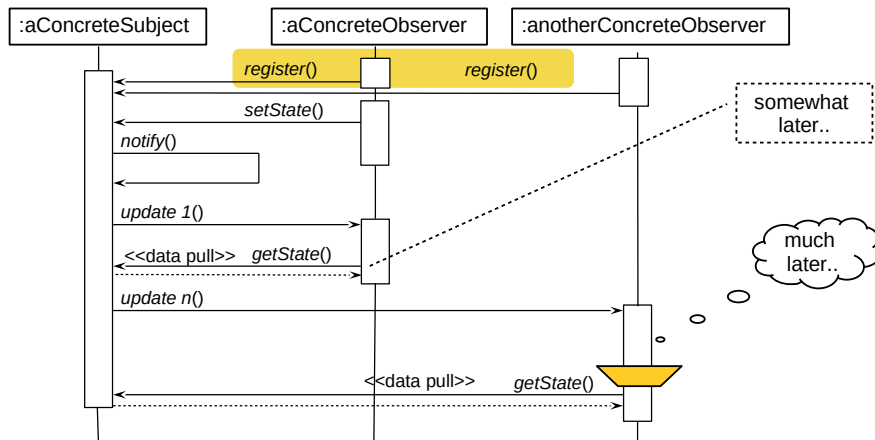 :aConcreteSubject
:aConcreteObserver
:anotherConcreteObserver
register()
register()
setState()
somewhat
later..
notify()
update 1()
<<data pull>>
getState()
much
later..
update n()
<<data pull>>
getState()